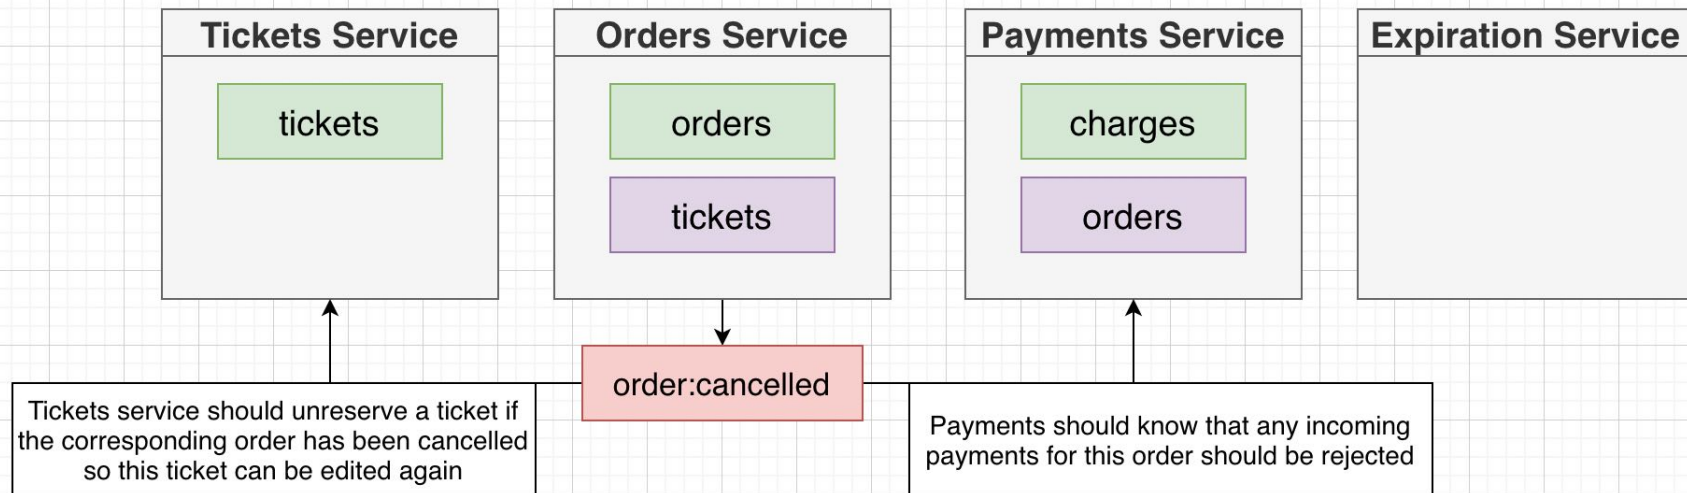 Tickets Service
tickets
Orders Service
orders
tickets
Payments Service
charges
orders
Expiration Service
order:cancelled
Tickets service should unreserve a ticket if
the corresponding order has been cancelled
so this ticket can be edited again
Payments should know that any incoming
payments for this order should be rejected